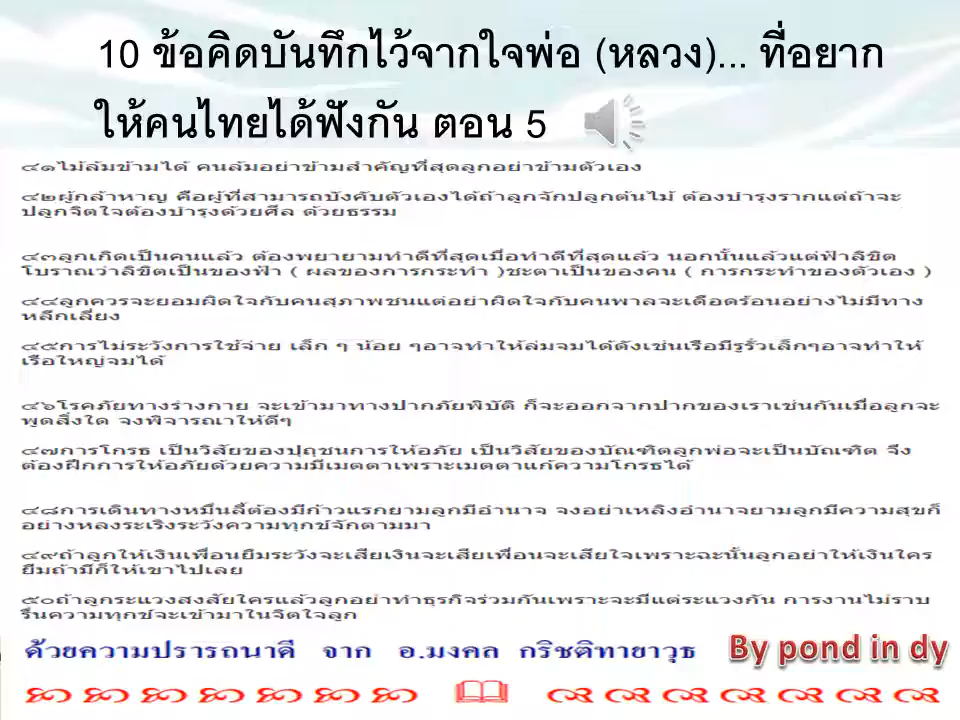 10 ข้อคิดบันทึกไว้จากใจพ่อ (หลวง)... ที่อยาก
ให้คนไทยได้ฟังกัน ตอน 5
๔๑ไม้ล้มข้ามได้ คนล้มอย่าข้ามสำคัญที่สุดลูกอย่าข้ามตัวเอง
๔๒ผู้กล้าหาญ คือผู้ที่สามารถบังคับตัวเองได้ถ้าลูกจักปลูกต้นไม้ ต้องบำรุงรากแต่ถ้าจะ
ปลูกจิตใจต้องบำรุงด้วยศีล ด้วยธรรม
๔๓ลูกเกิดเป็นคนแล้ว ต้องพยายามทำดีที่สุดเมื่อทำดีที่สุดแล้ว นอกนั้นแล้วแต่ฟ้าลิขิต
โบราณว่าลิขิตเป็นของฟ้า ( ผลของการกระทำ )ชะตาเป็นของคน ( การกระทำของตัวเอง )
๔๔ลูกควรจะยอมผิดใจกับคนสุภาพชนแต่อย่าผิดใจกับคนพาลจะเดือดร้อนอย่างไม่มีทาง
หลีกเลี่ยง
๔๕การไม่ระวังการใช้จ่าย เล็ก ๆ น้อย ๆอาจทำให้ล่มจมได้ดังเช่นเรือมีรูรั่วเล็กๆอาจทำให้
เรือใหญ่จมได้
๔๖โรคภัยทางร่างกาย จะเข้ามาทางปากภัยพิบัติ ก็จะออกจากปากของเราเช่นกันเมื่อลูกจะ
พูดสิ่งใด จงพิจารณาให้ดีๆ
๔๗การโกรธ เป็นวิสัยของปุถุชนการให้อภัย เป็นวิสัยของบัณฑิตลูกพ่อจะเป็นบัณฑิต จึง
ต้องฝึกการให้อภัยด้วยความมีเมตตาเพราะเมตตาแก้ความโกรธได้
๔๘การเดินทางหมื่นลี้ต้องมีก้าวแรกยามลูกมีอำนาจ จงอย่าเหลิงอำนาจยามลูกมีความสุขก็
อย่างหลงระเริงระวังความทุกข์จักตามมา
๔๙ถ้าลูกให้เงินเพื่อนยืมระวังจะเสียเงินจะเสียเพื่อนจะเสียใจเพราะฉะนั้นลูกอย่าให้เงินใคร
ยืมถ้ามีก็ให้เขาไปเลย
๕๐ถ้าลูกระแวงสงสัยใครแล้วลูกอย่าทำธุรกิจร่วมกันเพราะจะมีแต่ระแวงกัน การงานไม่ราบ
รื่นความทุกข์จะเข้ามาในจิตใจลูก
ด้วยความปรารถนาดี จาก อ.มงคล กริชติทายาวุธ
By pond in dy